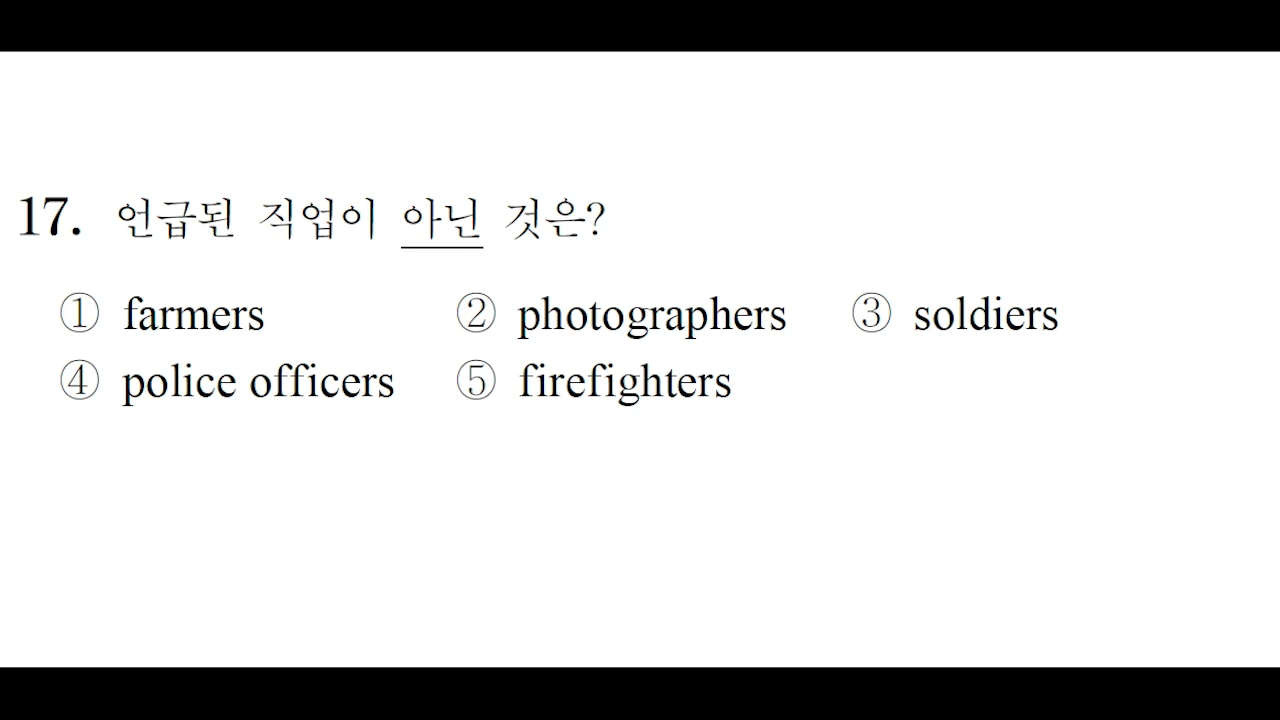 17. 언급된 직업이 아닌 것은?
① farmers ② photographers ③ soldiers
④ police officers ⑤ firefighters